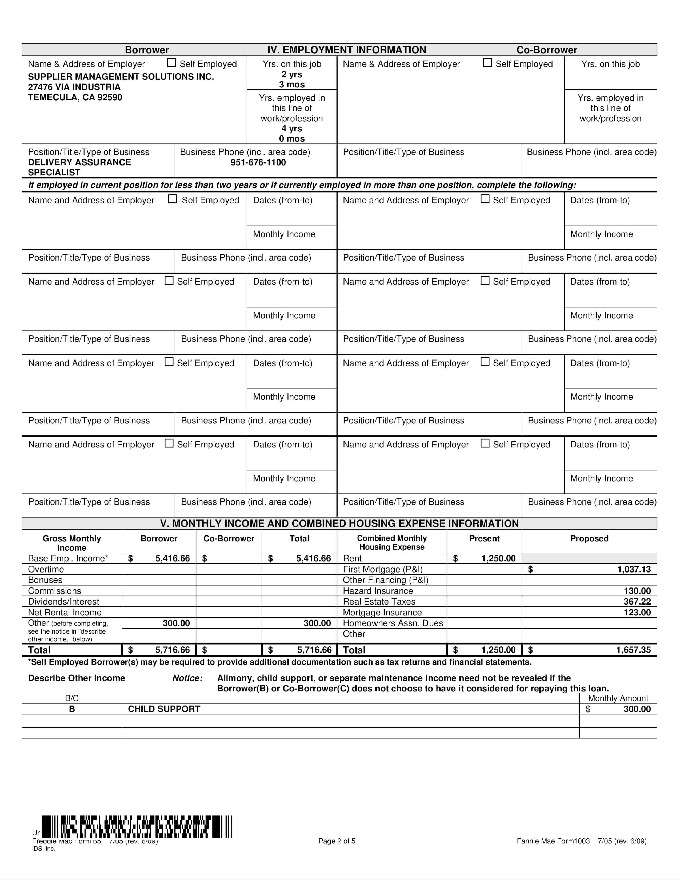 Borrower IV. EMPLOYMENT INFORMATION Co-Borrower
Name & Address of Employer ☐ Self Employed Yrs. on this job Name & Address of Employer ☐ Self Employed Yrs. on this job
SUPPLIER MANAGEMENT SOLUTIONS INC. 2 yrs
27476 VIA INDUSTRIA 3 mos
TEMECULA, CA 92590 Yrs. employed in Yrs. employed in
this line of this line of
work/profession work/profession
4 yrs
0 mos
Position/Title/Type of Business Business Phone (incl. area code) Position/Title/Type of Business Business Phone (incl. area code)
DELIVERY ASSURANCE 951-676-1100
SPECIALIST
If employed in current position for less than two years or if currently employed in more than one position, complete the following:
Name and Address of Employer ☐ Self Employed Dates (from-to) Name and Address of Employer ☐ Self Employed Dates (from-to)
Monthly Income Monthly Income
Position/Title/Type of Business Business Phone (incl. area code) Position/Title/Type of Business Business Phone (incl. area code)
Name and Address of Employer ☐ Self Employed Dates (from-to) Name and Address of Employer ☐ Self Employed Dates (from-to)
Monthly Income Monthly Income
Position/Title/Type of Business Business Phone (incl. area code) Position/Title/Type of Business Business Phone (incl. area code)
Name and Address of Employer ☐ Self Employed Dates (from-to) Name and Address of Employer ☐ Self Employed Dates (from-to)
Monthly Income Monthly Income
Position/Title/Type of Business Business Phone (incl. area code) Position/Title/Type of Business Business Phone (incl. area code)
Name and Address of Employer ☐ Self Employed Dates (from-to) Name and Address of Employer ☐ Self Employed Dates (from-to)
Monthly Income Monthly Income
Position/Title/Type of Business Business Phone (incl. area code) Position/Title/Type of Business Business Phone (incl. area code)
V. MONTHLY INCOME AND COMBINED HOUSING EXPENSE INFORMATION
Gross Monthly Borrower Co-Borrower Total Combined Monthly Present Proposed
Income Housing Expense
Base Empl. Income* $ 5,416.66 $ $ 5,416.66 Rent $ 1,250.00
Overtime First Mortgage (P&I) $ 1,037.13
Bonuses Other Financing (P&I)
Commissions Hazard Insurance 130.00
Dividends/Interest Real Estate Taxes 367.22
Net Rental Income Mortgage Insurance 123.00
Other (before completing, 300.00 300.00 Homeowners Assn. Dues
see the notice in "describe Other
other income," below)
Total $ 5,716.66 $ $ 5,716.66 Total $ 1,250.00 $ 1,657.35
*Self Employed Borrower(s) may be required to provide additional documentation such as tax returns and financial statements.
Describe Other Income Notice: Alimony, child support, or separate maintenance income need not be revealed if the
Borrower(B) or Co-Borrower(C) does not choose to have it considered for repaying this loan.
B/C Monthly Amount
B CHILD SUPPORT $ 300.00
Freddie Mac Form 65 7/05 (rev. 6/09) Page 2 of 5 Fannie Mae Form1003 7/05 (rev. 6/09)
IDS, Inc.